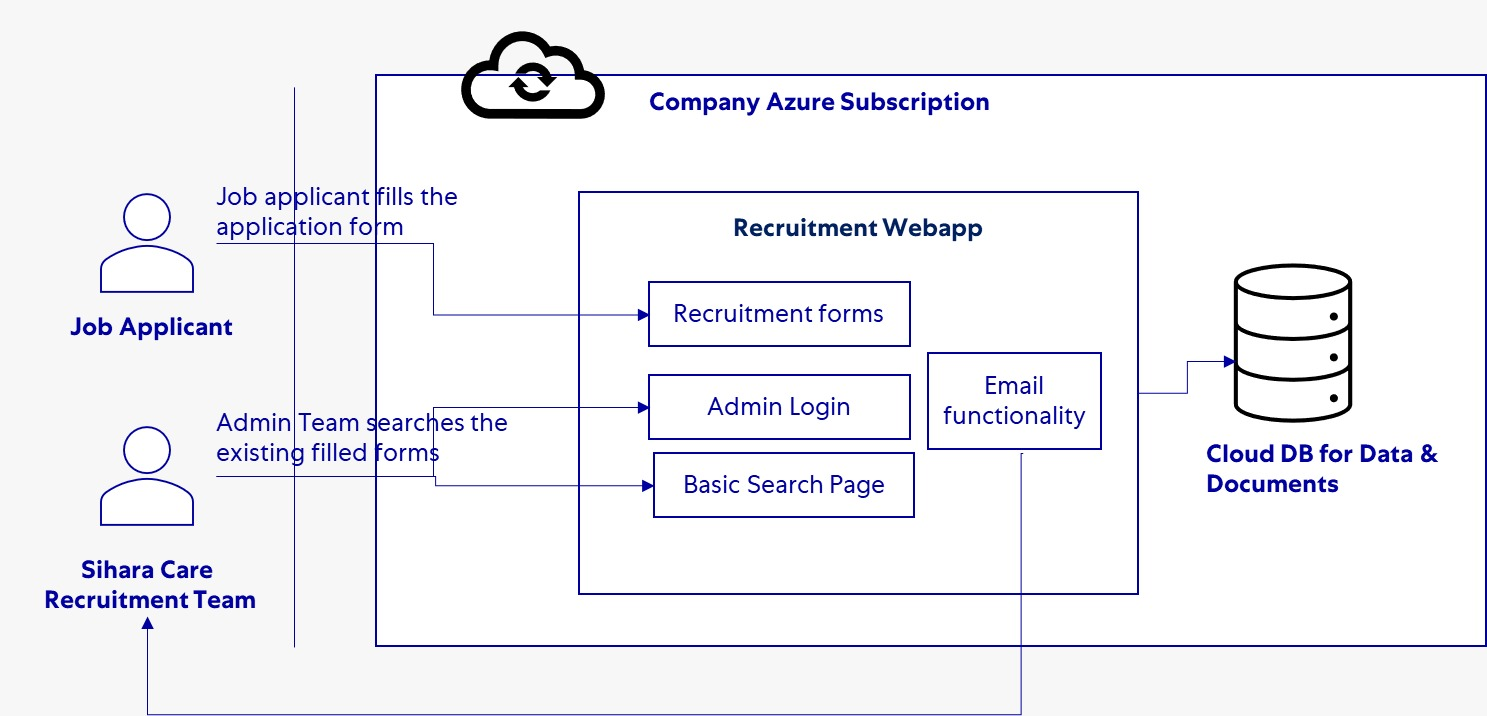 Company Azure Subscription
Job applicant fills the
application form
Recruitment Webapp
Recruitment forms
Job Applicant
Email
functionality
Admin Login
Admin Team searches the
existing filled forms
Basic Search Page
Cloud DB for Data &
Documents
Sihara Care
Recruitment Team